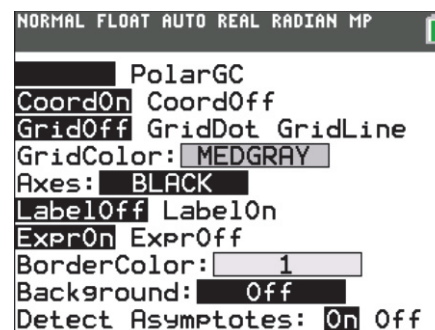 NORMAL FLOAT AUTO REAL RADIAN MP
PolarGC
CoordOn CoordOff
GridOff GridDot GridLine
GridColor: MEDGRAY
Axes: BLACK
LabelOff LabelOn
ExprOn ExprOff
BorderColor: 1
Background: Off
Detect Asymptotes: On Off